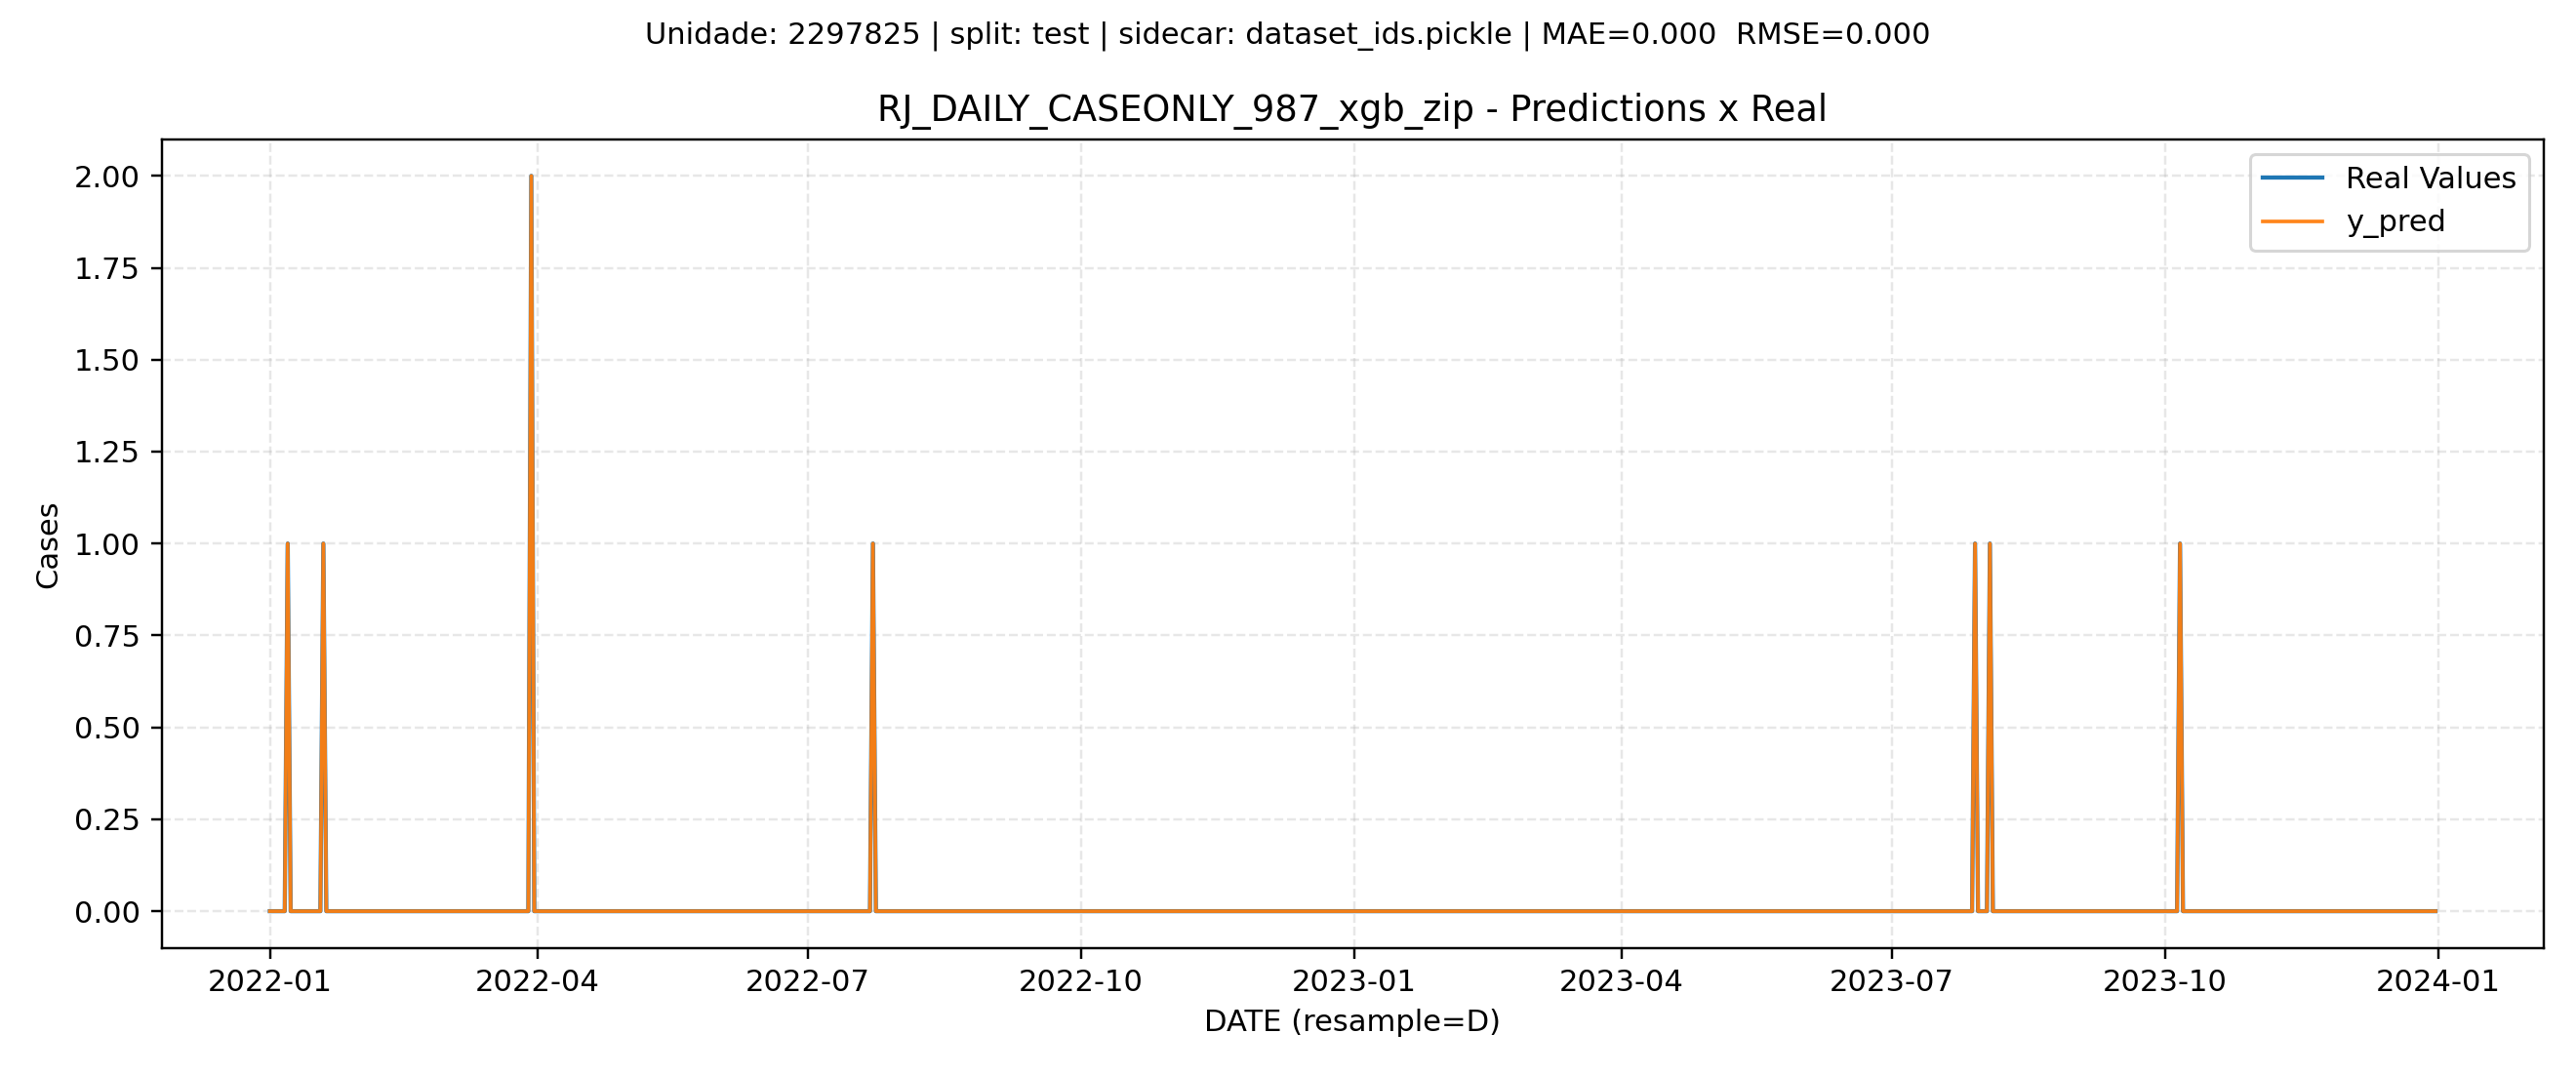 Unidade: 2297825 | split: test | sidecar: dataset_ids.pickle | MAE=0.000  RMSE=0.000
RJ_DAILY_CASEONLY_987_xgb_zip - Predictions x Real
Real Values
y_pred
2.00
1.75
1.50
1.25
1.00
0.75
0.50
0.25
0.00
Cases
2022-01 2022-04 2022-07 2022-10 2023-01 2023-04 2023-07 2023-10 2024-01
DATE (resample=D)